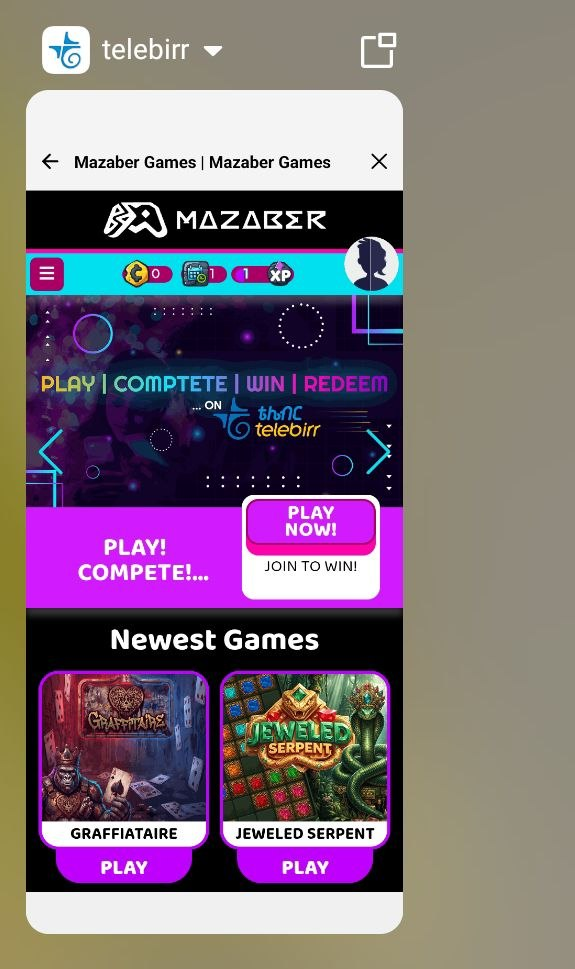 telebirr
Mazaber Games | Mazaber Games
MAZABER
C 0 1 1 XP
PLAY | COMPTETE | WIN | REDEEM
... ON
ቴሌብር
telebirr
PLAY
NOW!
PLAY!
COMPETE!...
JOIN TO WIN!
Newest Games
GRAFFITAIRE
JEWELED
SERPENT
GRAFFIATAIRE
JEWELED SERPENT
PLAY
PLAY